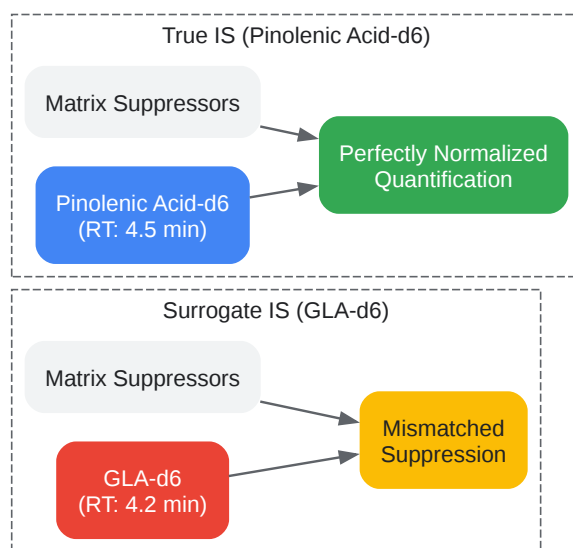 True IS (Pinolenic Acid-d6)
Matrix Suppressors
Perfectly Normalized
Quantification
Pinolenic Acid-d6
(RT: 4.5 min)
Surrogate IS (GLA-d6)
Matrix Suppressors
Mismatched
Suppression
GLA-d6
(RT: 4.2 min)